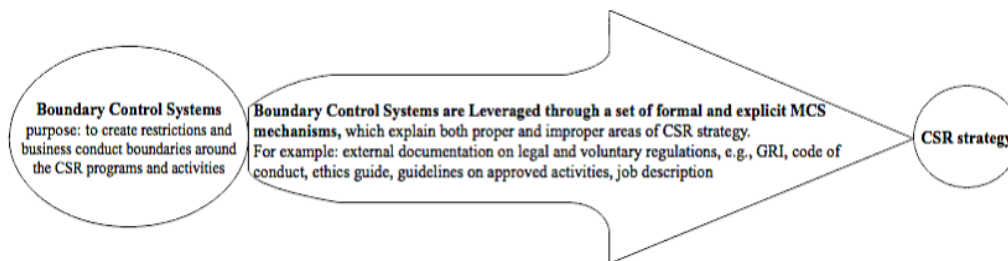 Boundary Control Systems
purpose: to create restrictions and
business conduct boundaries around
the CSR programs and activities
Boundary Control Systems are Leveraged through a set of formal and explicit MCS
mechanisms, which explain both proper and improper areas of CSR strategy.
For example: external documentation on legal and voluntary regulations, e.g., GRI, code of
conduct, ethics guide, guidelines on approved activities, job description
CSR strategy